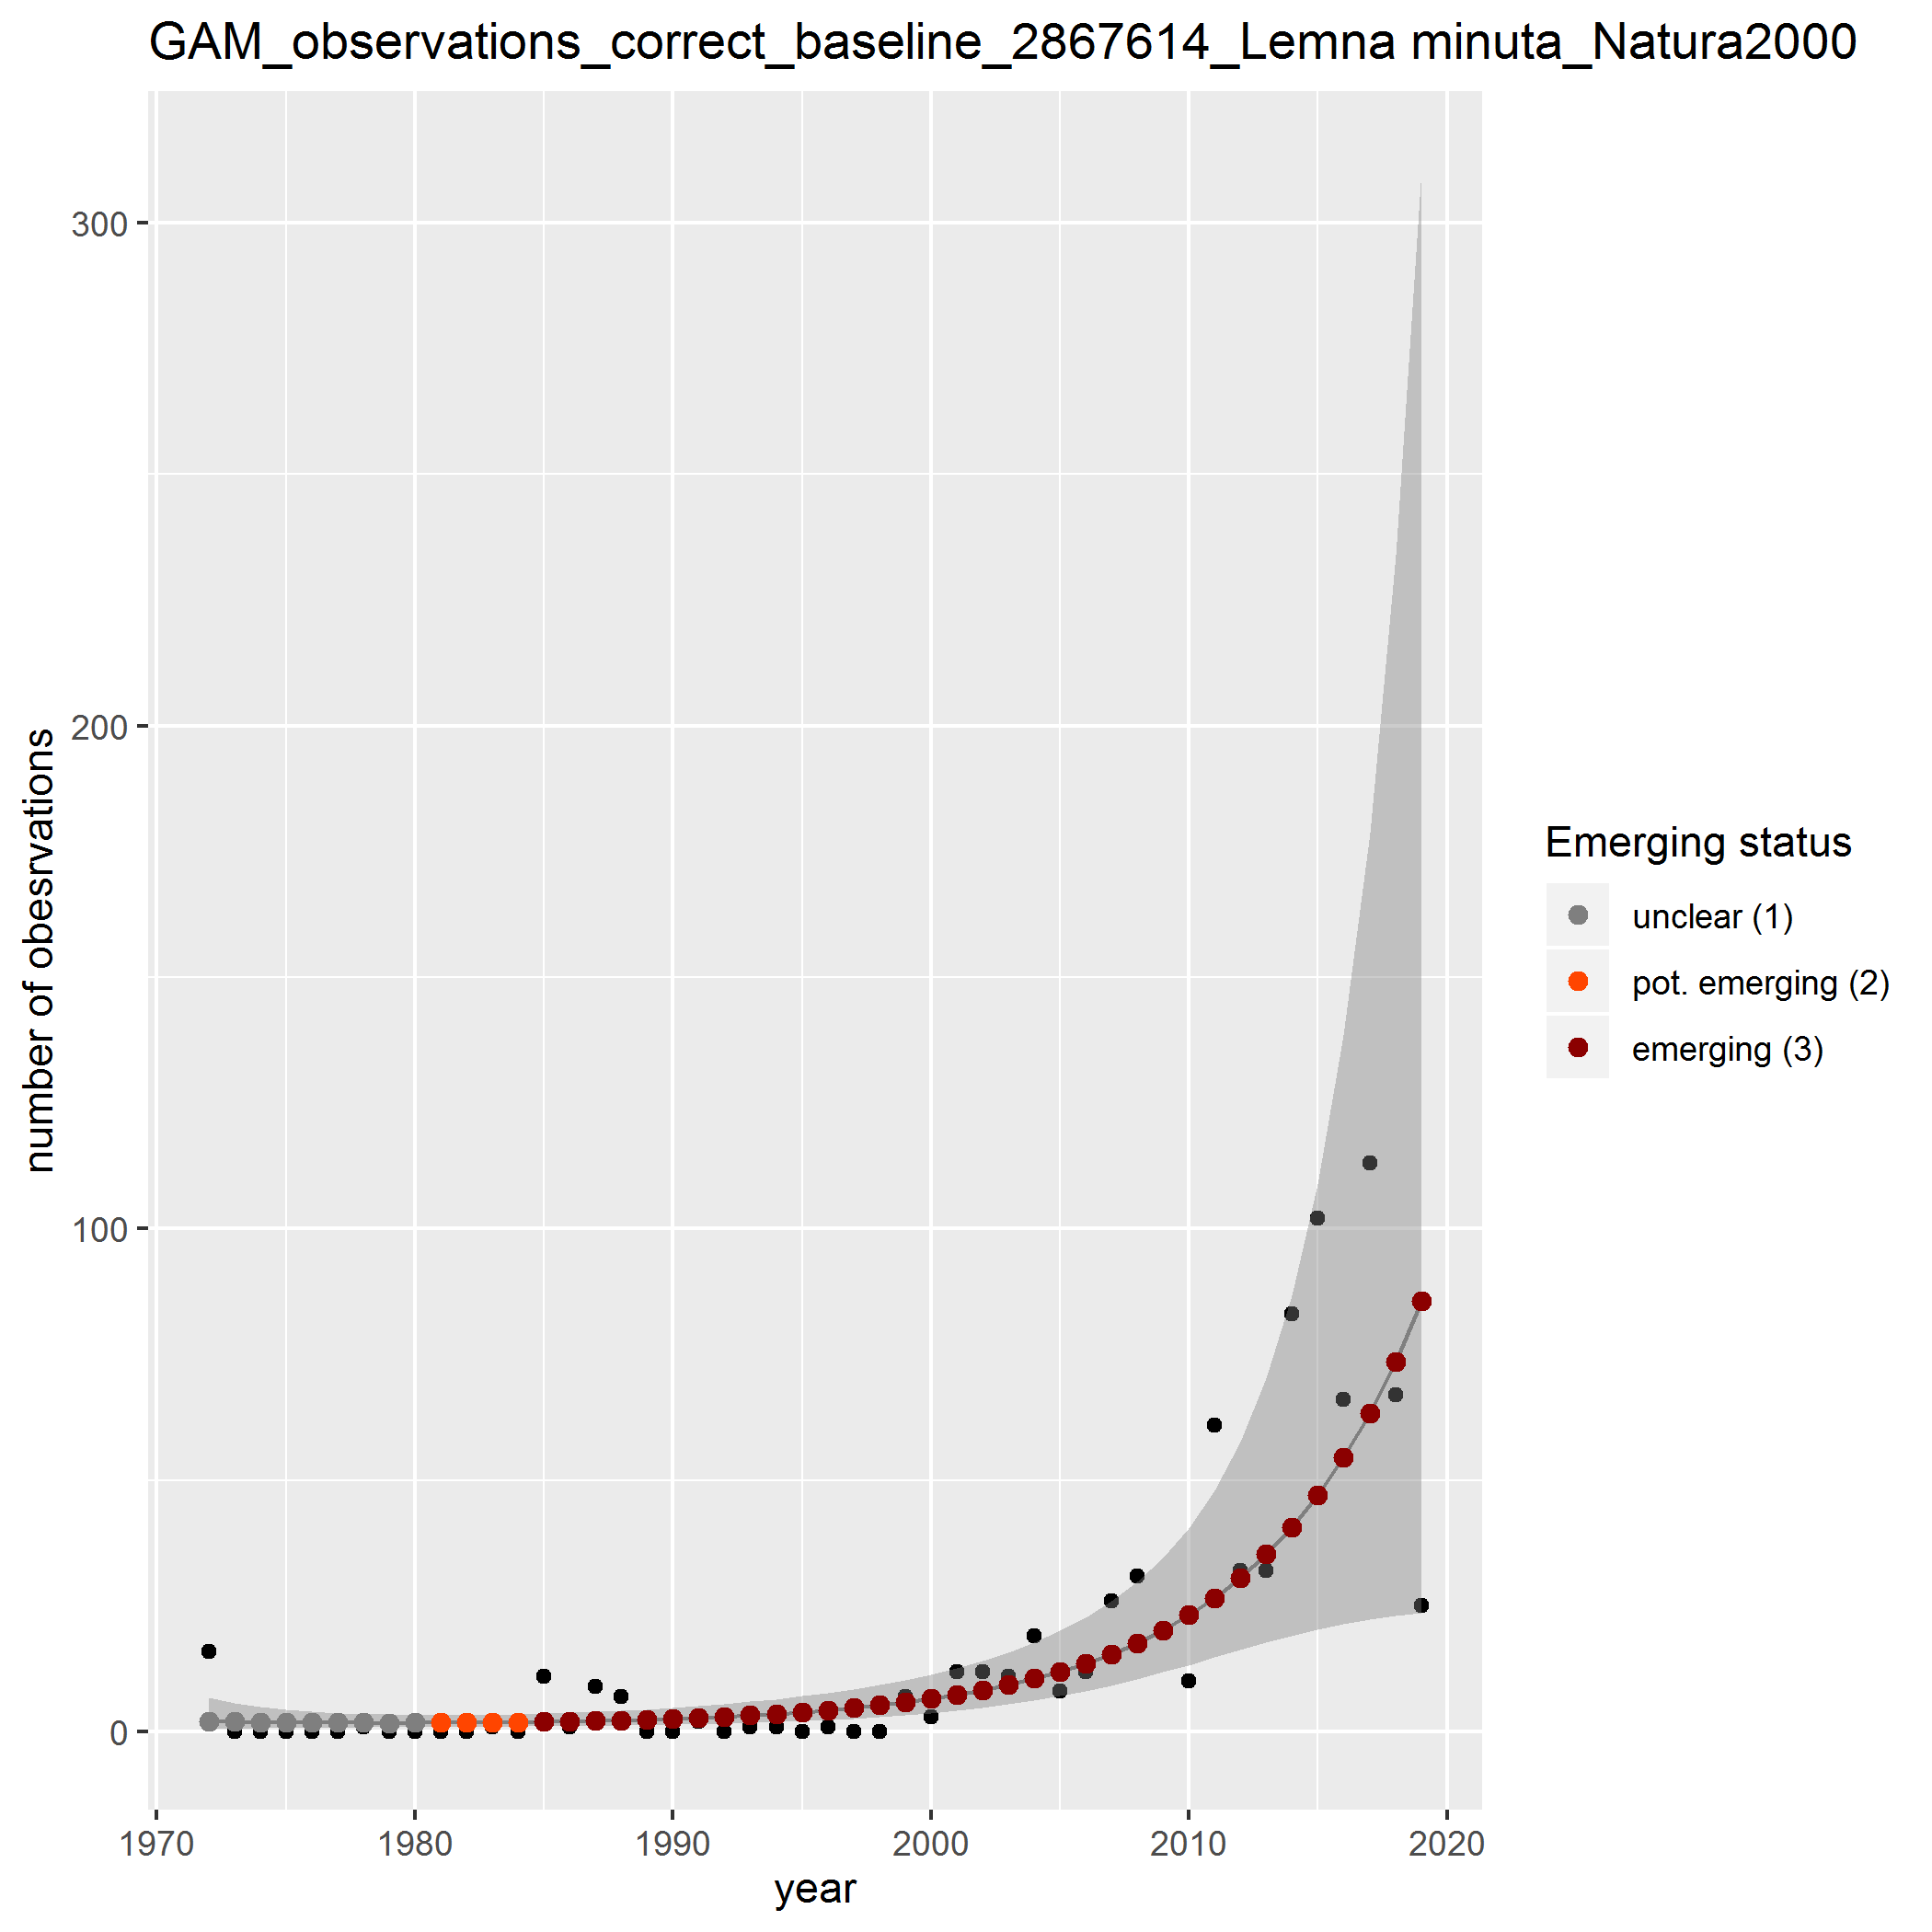 GAM_observations_correct_baseline_2867614_Lemna minuta_Natura2000
number of obesrvations
300
200
100
0
1970
1980
1990
2000
2010
2020
year
Emerging status
unclear (1)
pot. emerging (2)
emerging (3)